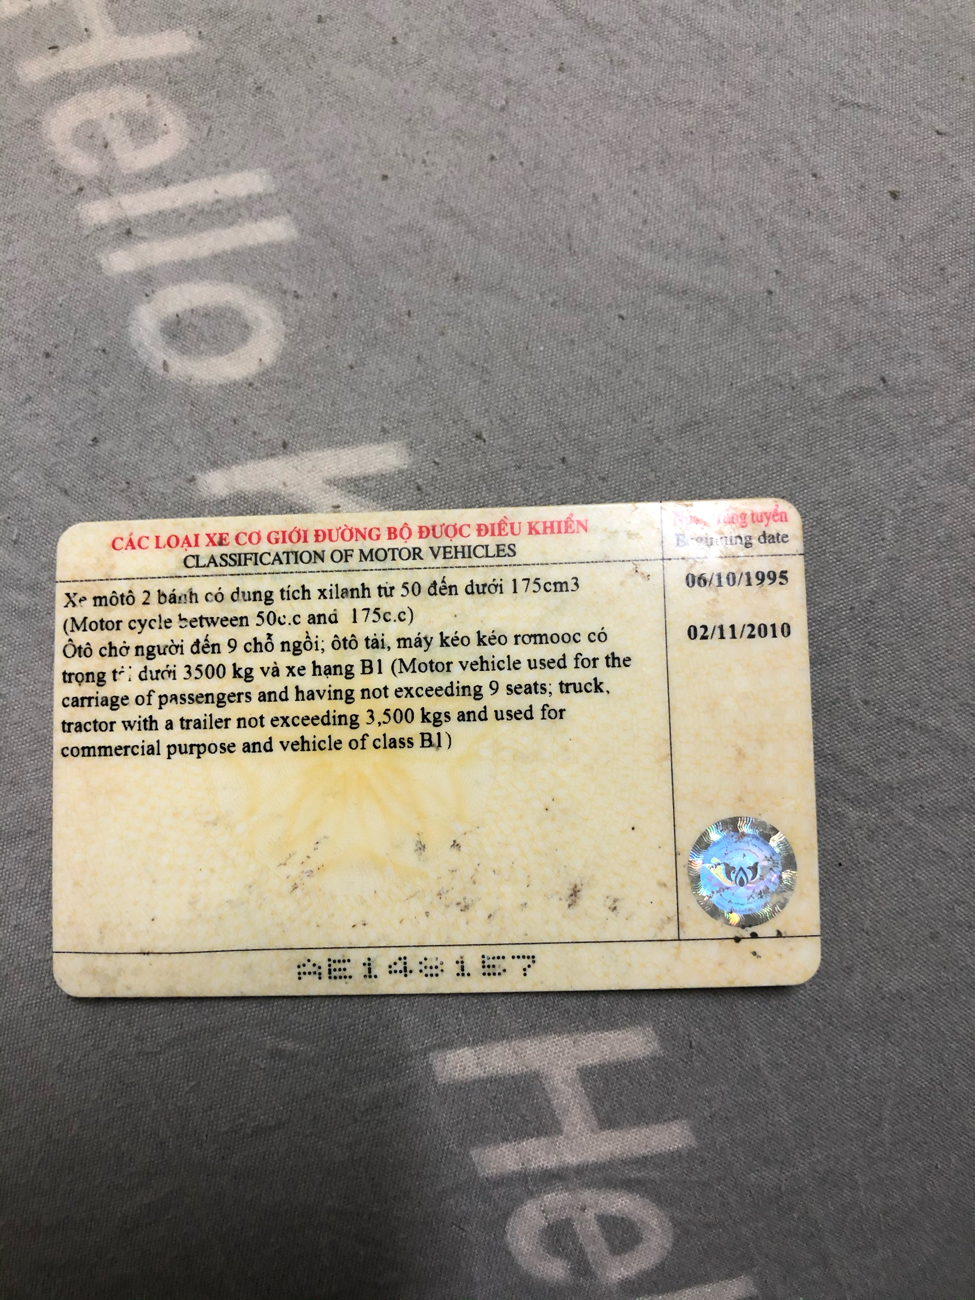 Hello
CÁC LOẠI XE CƠ GIỚI ĐƯỜNG BỘ ĐƯỢC ĐIỀU KHIỂN
CLASSIFICATION OF MOTOR VEHICLES
tuyển
Beginning date
Xe môtô 2 bánh có dung tích xilanh từ 50 đến dưới 175cm3
06/10/1995
(Motor cycle between 50c.c and 175c.c)
Ôtô chở người đến 9 chỗ ngồi; ôtô tải, máy kéo kéo rơmooc có
02/11/2010
trọng dưới 3500 kg và xe hạng B1 (Motor vehicle used for the
carriage of passengers and having not exceeding 9 seats; truck,
tractor with a trailer not exceeding 3,500 kgs and used for
commercial purpose and vehicle of class B1)
AE148157
He